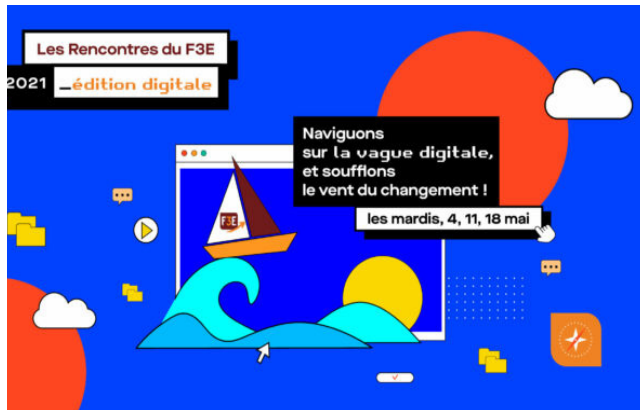 Les Rencontres du F3E
2021 _édition digitale
Naviguons
sur la vague digitale,
et soufflons
le vent du changement !
les mardis, 4, 11, 18 mai
F3E